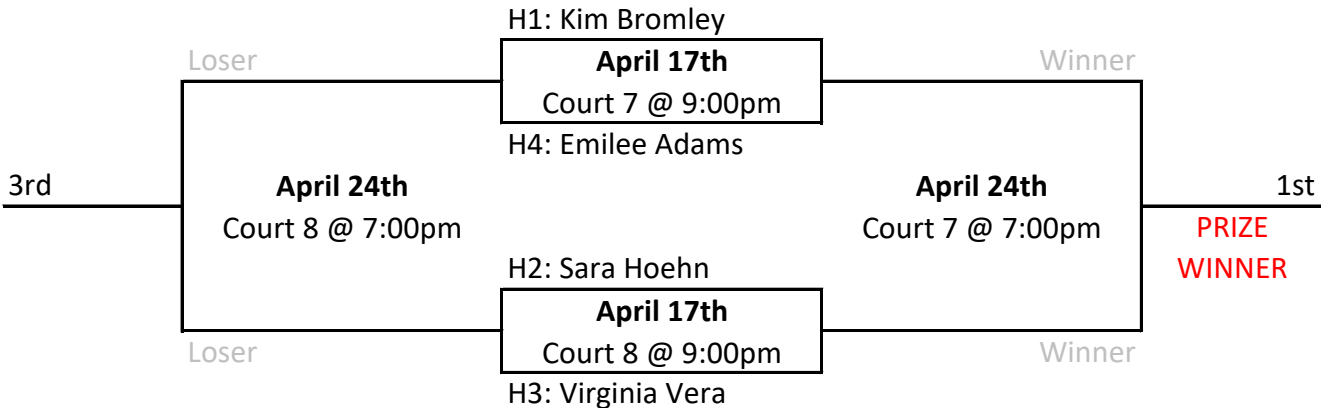 H1: Kim Bromley
Loser
April 17th
Winner
Court 7 @ 9:00pm
H4: Emilee Adams
3rd
April 24th
April 24th
1st
Court 8 @ 7:00pm
Court 7 @ 7:00pm
PRIZE
WINNER
H2: Sara Hoehn
April 17th
Loser
Court 8 @ 9:00pm
Winner
H3: Virginia Vera